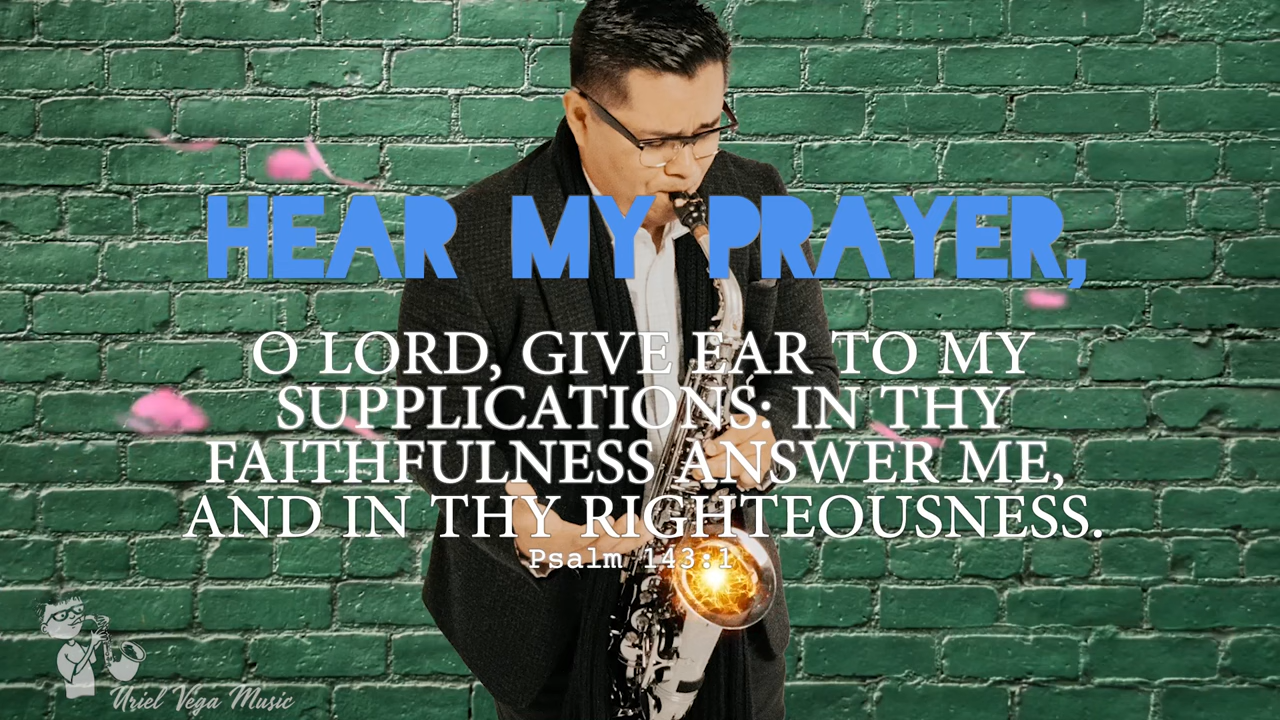 HEAR MY PRAYER,
O LORD, GIVE EAR TO MY
SUPPLICATIONS: IN THY
FAITHFULNESS ANSWER ME,
AND IN THY RIGHTEOUSNESS.
Psalm 143:1
Uriel Vega Music